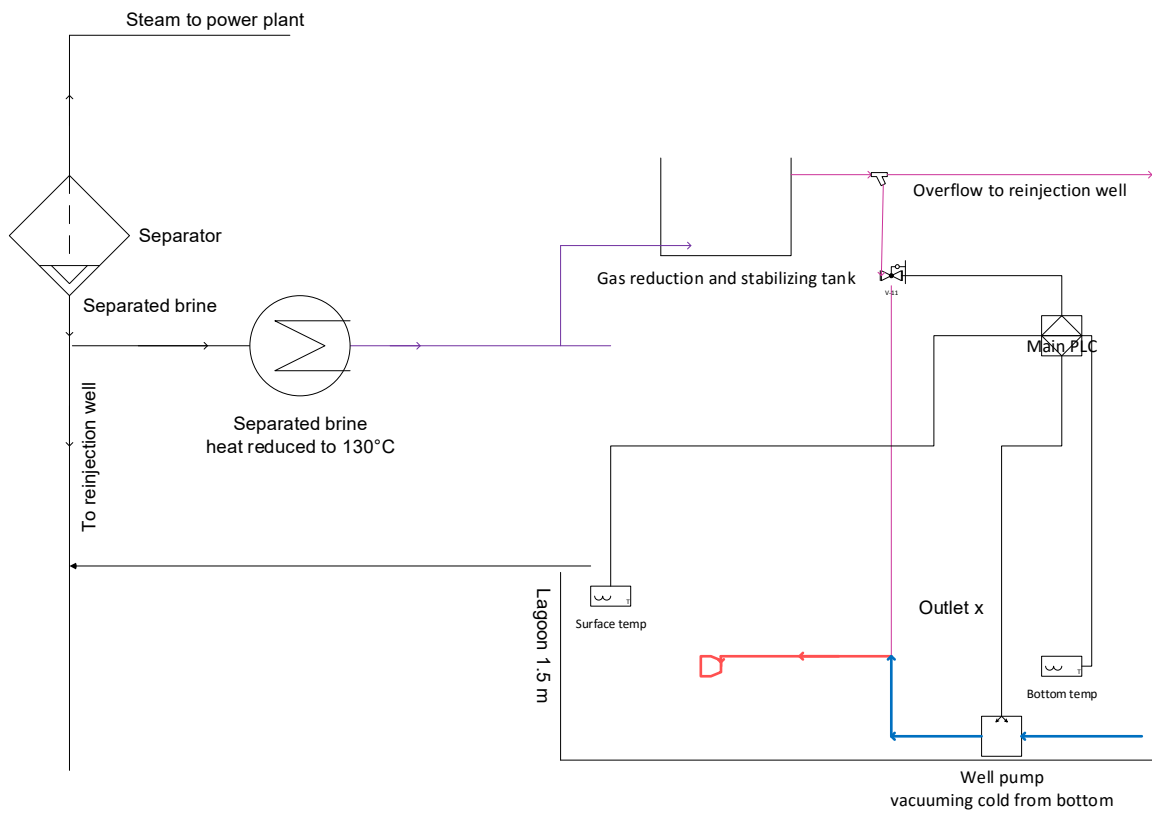 Steam to power plant
Overflow to reinjection well
Separator
Gas reduction and stabilizing tank
V-11
Separated brine
Main PLC
Separated brine
heat reduced to 130°C
To reinjection well
Lagoon 1.5 m
T
Surface temp
Outlet x
T
Bottom temp
Well pump
vacuuming cold from bottom